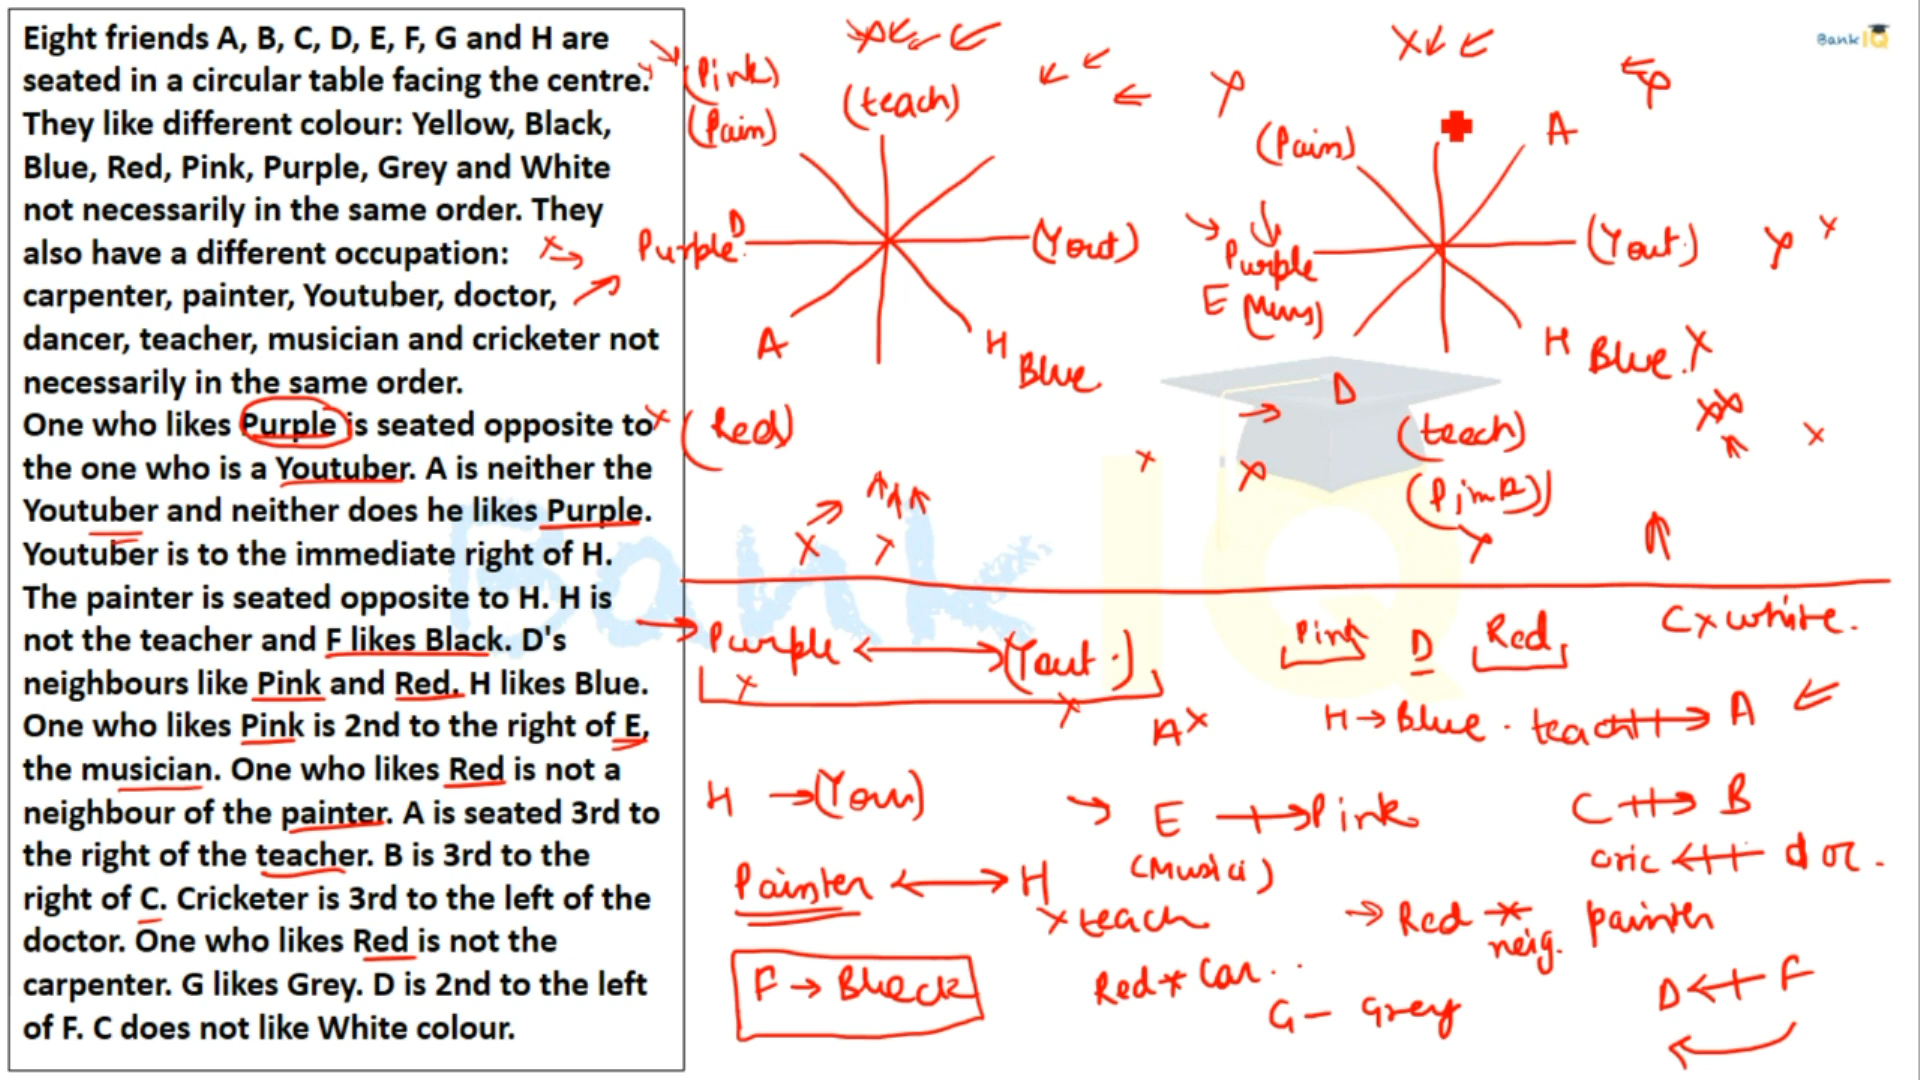 Eight friends A, B, C, D, E, F, G and H are
seated in a circular table facing the centre.
They like different colour: Yellow, Black,
Blue, Red, Pink, Purple, Grey and White
not necessarily in the same order. They
also have a different occupation:
carpenter, painter, Youtuber, doctor,
dancer, teacher, musician and cricketer not
necessarily in the same order.
One who likes Purple is seated opposite to
the one who is a Youtuber. A is neither the
Youtuber and neither does he likes Purple.
Youtuber is to the immediate right of H.
The painter is seated opposite to H. H is
not the teacher and F likes Black. D's
neighbours like Pink and Red. H likes Blue.
One who likes Pink is 2nd to the right of E,
the musician. One who likes Red is not a
neighbour of the painter. A is seated 3rd to
the right of the teacher. B is 3rd to the
right of C. Cricketer is 3rd to the left of the
doctor. One who likes Red is not the
carpenter. G likes Grey. D is 2nd to the left
of F. C does not like White colour.
BankIQ
(Pink)
(Pain)
(teach)
Purple D
(Yout)
A
H
Blue
(Red)
(Pain)
A
Purple
E
(Yout.)
H Blue.
D
(teach)
BankIQ
Purple ↔ (Yout.)
Pink D Red
C x white.
A x
H → Blue.
teach → A
H → (You)
E → Pink
(Musici)
C → B
cric ← doc.
Painter ↔ H
x teach
→ Red x neig. painter
F → Black
Red x Car..
G – Grey
D ← F